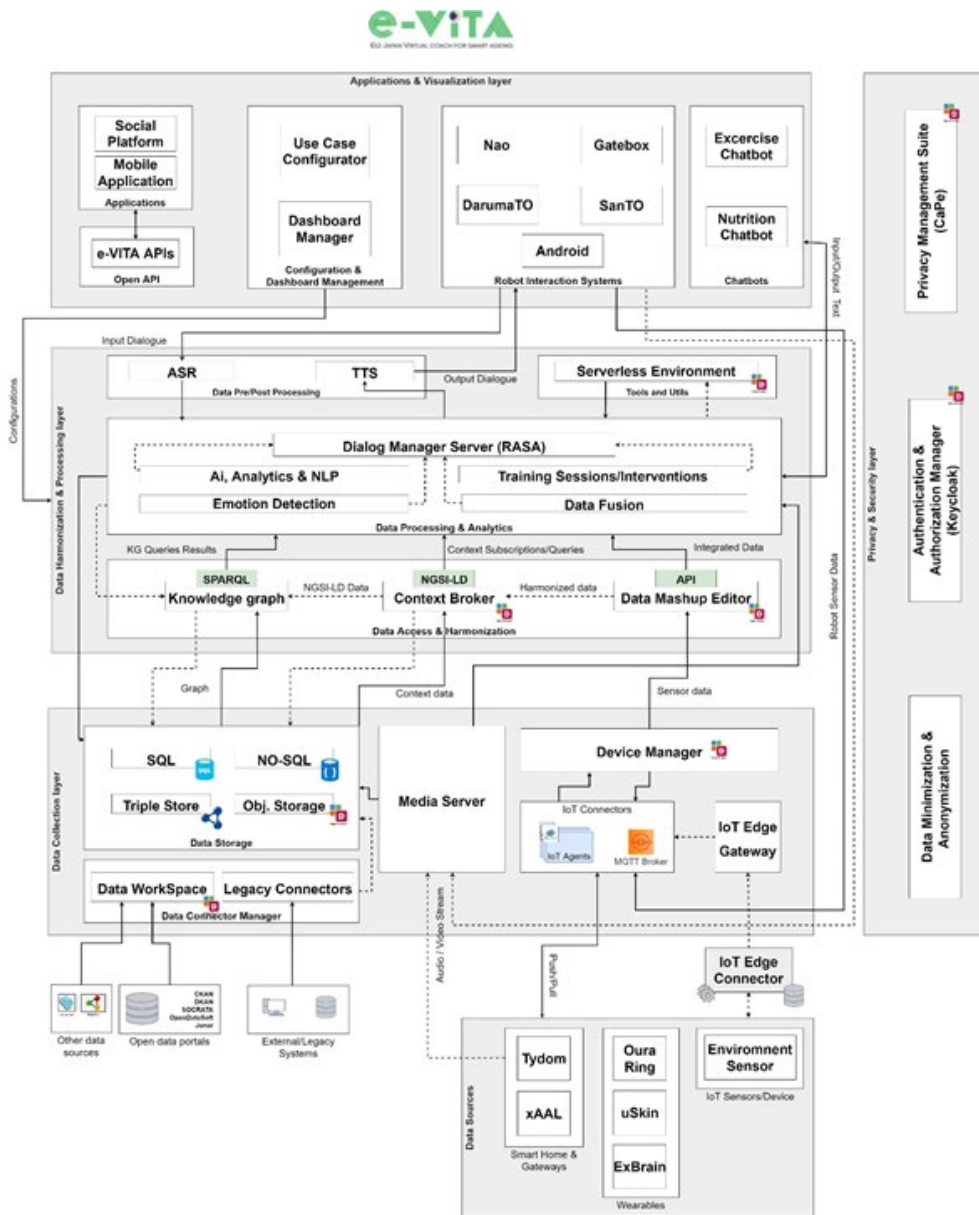 e-ViTA
EU-JAPAN VIRTUAL COACH FOR SMART AGEING
Applications & Visualization layer
Social
Platform
Mobile
Application
Applications
e-VITA APIs
Open API
Use Case
Configurator
Dashboard
Manager
Configuration &
Dashboard Management
Nao
Gatebox
DarumaTO
SanTO
Android
Robot Interaction Systems
Excercise
Chatbot
Nutrition
Chatbot
Chatbots
Privacy Management Suite
(CaPe)
Input/Output Text
Configurations
Input Dialogue
Output Dialogue
Data Harmonization & Processing layer
ASR
TTS
Data Pre/Post Processing
Serverless Environment
Tools and Utils
Dialog Manager Server (RASA)
Ai, Analytics & NLP
Training Sessions/Interventions
Emotion Detection
Data Fusion
Data Processing & Analytics
Privacy & Security layer
Authentication &
Authorization Manager
(Keycloak)
KG Queries Results
Context Subscriptions/Queries
Integrated Data
SPARQL
NGSI-LD
API
Knowledge graph
NGSI-LD Data
Context Broker
Harmonized data
Data Mashup Editor
Data Access & Harmonization
Robot Sensor Data
Graph
Context data
Sensor data
Data Collection layer
SQL
SQL
NO-SQL
Triple Store
Obj. Storage
Data Storage
Media Server
Device Manager
IoT Connectors
IoT Agents
MQTT Broker
IoT Edge
Gateway
Data Minimization &
Anonymization
Data WorkSpace
Legacy Connectors
Data Connector Manager
Audio / Video Stream
Push/Pull
IoT Edge
Connector
CKAN
DKAN
SOCRATA
OpenDataSoft
Junar
Other data
sources
Open data portals
External/Legacy
Systems
Data Sources
Tydom
xAAL
Smart Home &
Gateways
Oura
Ring
uSkin
ExBrain
Wearables
Enviromnent
Sensor
IoT Sensors/Device